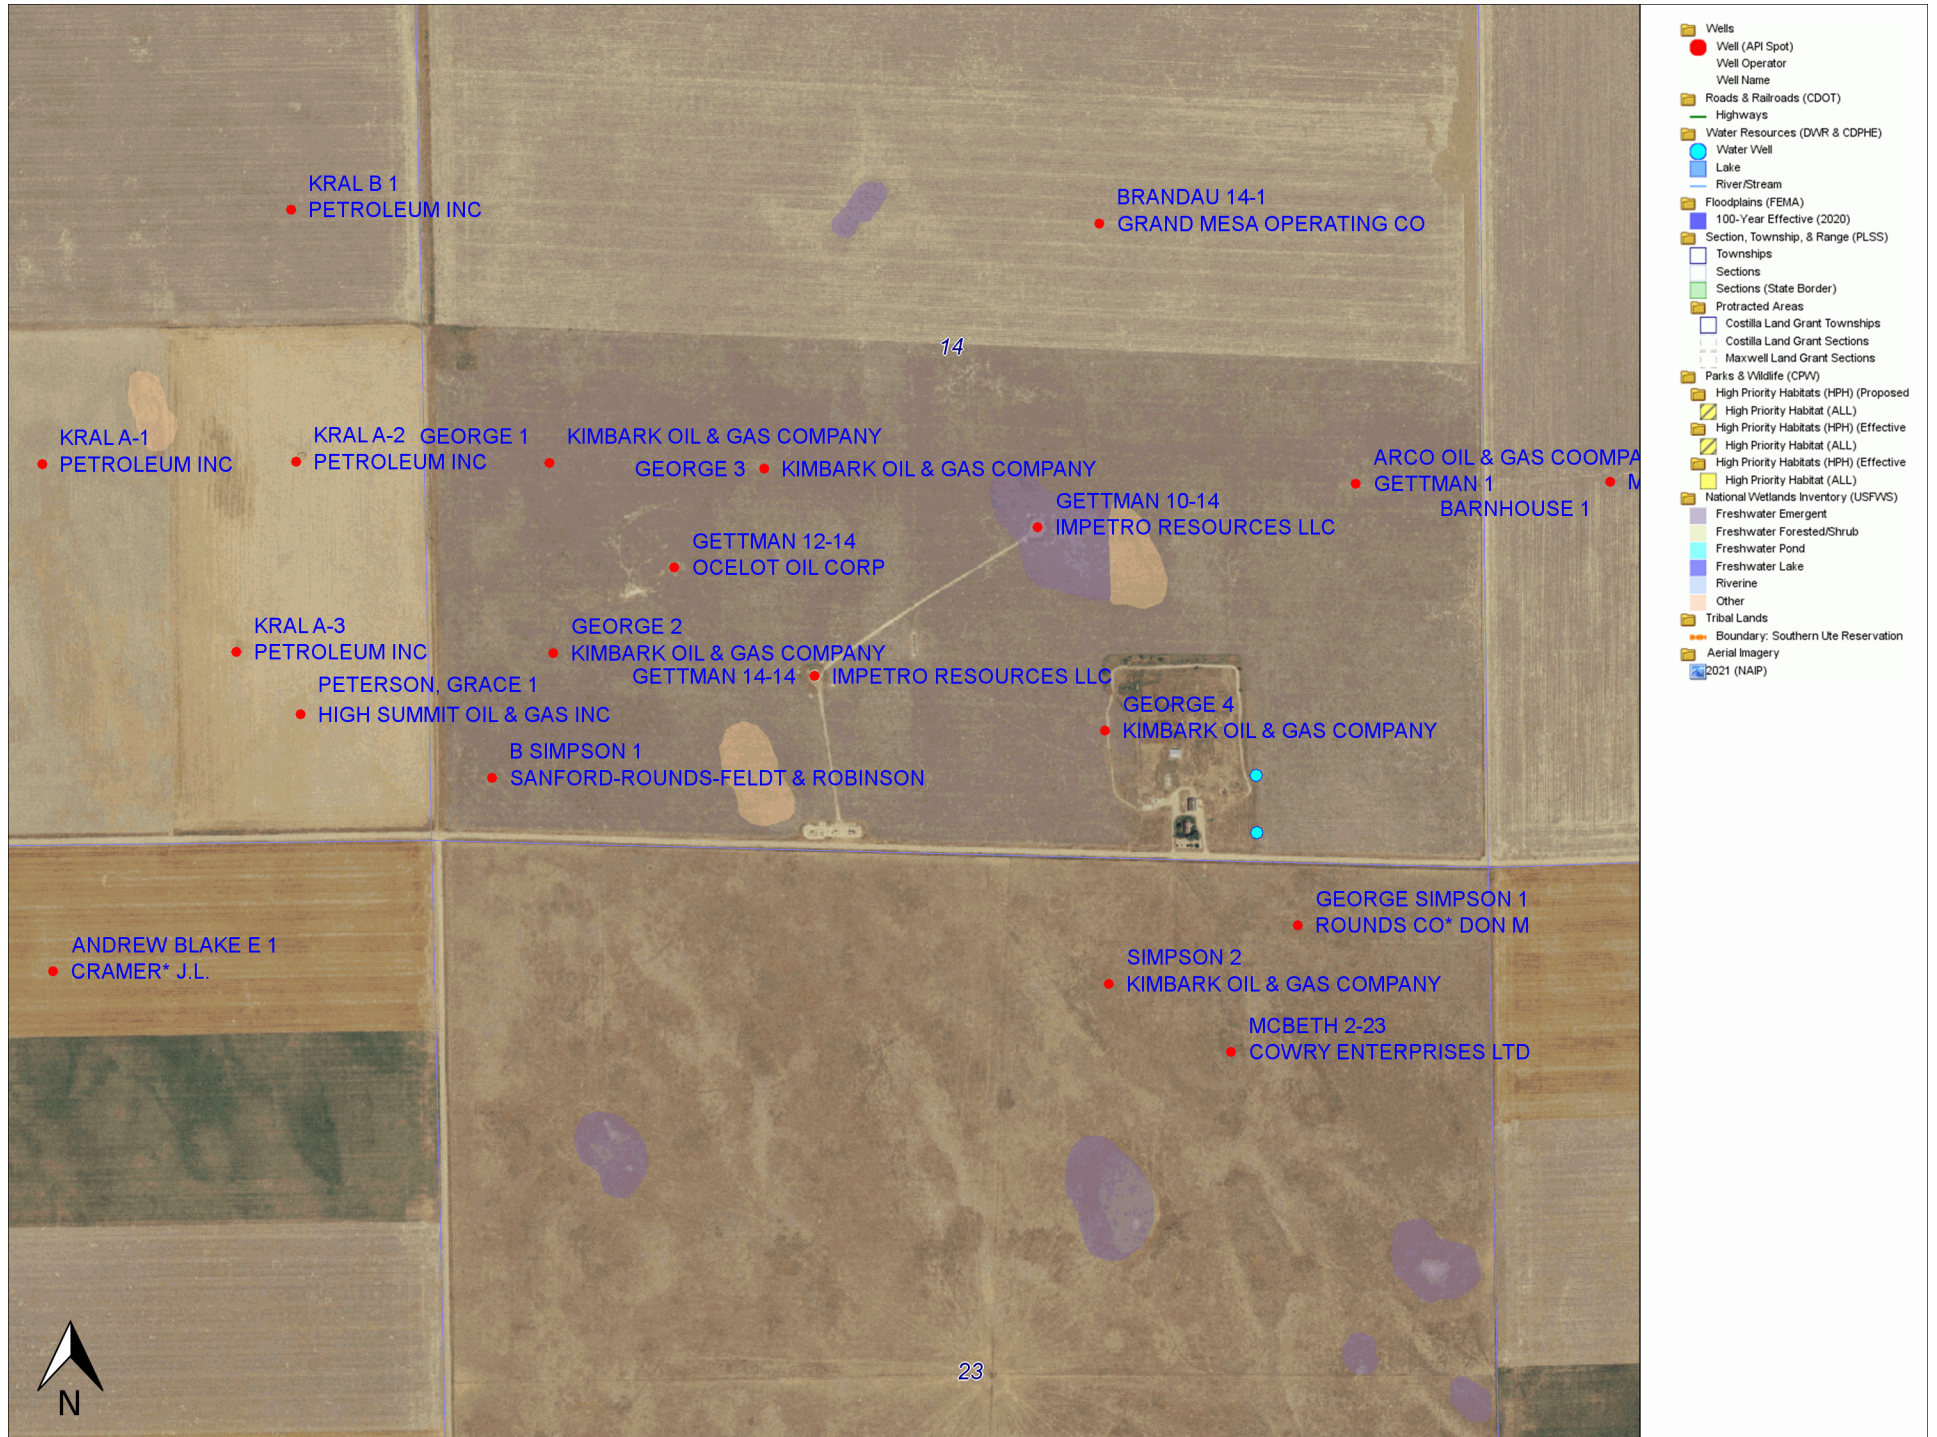 KRAL B 1
PETROLEUM INC
BRANDAU 14-1
GRAND MESA OPERATING CO
14
KRAL A-1
PETROLEUM INC
KRAL A-2
PETROLEUM INC
GEORGE 1
KIMBARK OIL & GAS COMPANY
GEORGE 3
KIMBARK OIL & GAS COMPANY
ARCO OIL & GAS COOMPA
GETTMAN 1
M
BARNHOUSE 1
GETTMAN 10-14
IMPETRO RESOURCES LLC
GETTMAN 12-14
OCELOT OIL CORP
KRAL A-3
PETROLEUM INC
GEORGE 2
KIMBARK OIL & GAS COMPANY
GETTMAN 14-14
IMPETRO RESOURCES LLC
PETERSON, GRACE 1
HIGH SUMMIT OIL & GAS INC
GEORGE 4
KIMBARK OIL & GAS COMPANY
B SIMPSON 1
SANFORD-ROUNDS-FELDT & ROBINSON
GEORGE SIMPSON 1
ROUNDS CO* DON M
ANDREW BLAKE E 1
CRAMER* J.L.
SIMPSON 2
KIMBARK OIL & GAS COMPANY
MCBETH 2-23
COWRY ENTERPRISES LTD
23
N
Wells
Well (API Spot)
Well Operator
Well Name
Roads & Railroads (CDOT)
Highways
Water Resources (DWR & CDPHE)
Water Well
Lake
River/Stream
Floodplains (FEMA)
100-Year Effective (2020)
Section, Township, & Range (PLSS)
Townships
Sections
Sections (State Border)
Protracted Areas
Costilla Land Grant Townships
Costilla Land Grant Sections
Maxwell Land Grant Sections
Parks & Wildlife (CPW)
High Priority Habitats (HPH) (Proposed
High Priority Habitat (ALL)
High Priority Habitats (HPH) (Effective
High Priority Habitat (ALL)
High Priority Habitats (HPH) (Effective
High Priority Habitat (ALL)
National Wetlands Inventory (USFWS)
Freshwater Emergent
Freshwater Forested/Shrub
Freshwater Pond
Freshwater Lake
Riverine
Other
Tribal Lands
Boundary: Southern Ute Reservation
Aerial Imagery
2021 (NAIP)